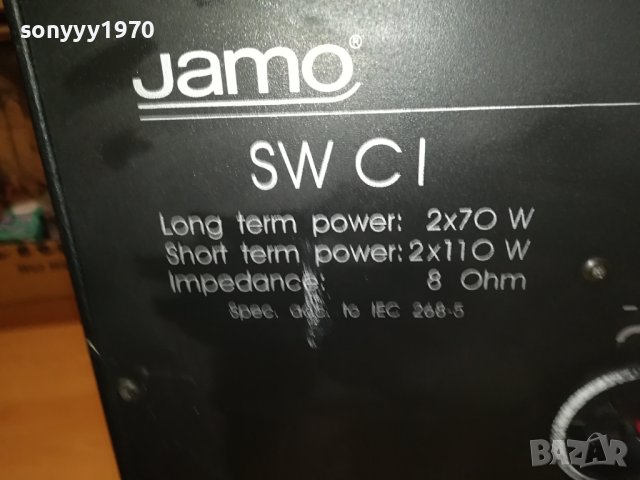 sonyyy1970
Jamo®
SW C1
Long term power: 2x70 W
Short term power: 2x110 W
Impedance: 8 Ohm
Spec. acc. to IEC 268-5
BAZAR